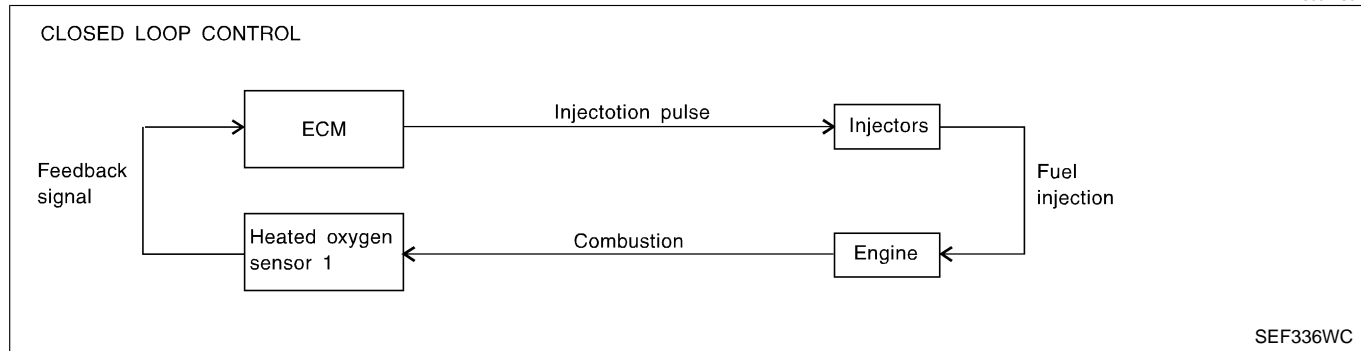 CLOSED LOOP CONTROL
ECM
Injectotion pulse
Injectors
Feedback
signal
Fuel
injection
Heated oxygen
sensor 1
Combustion
Engine
SEF336WC